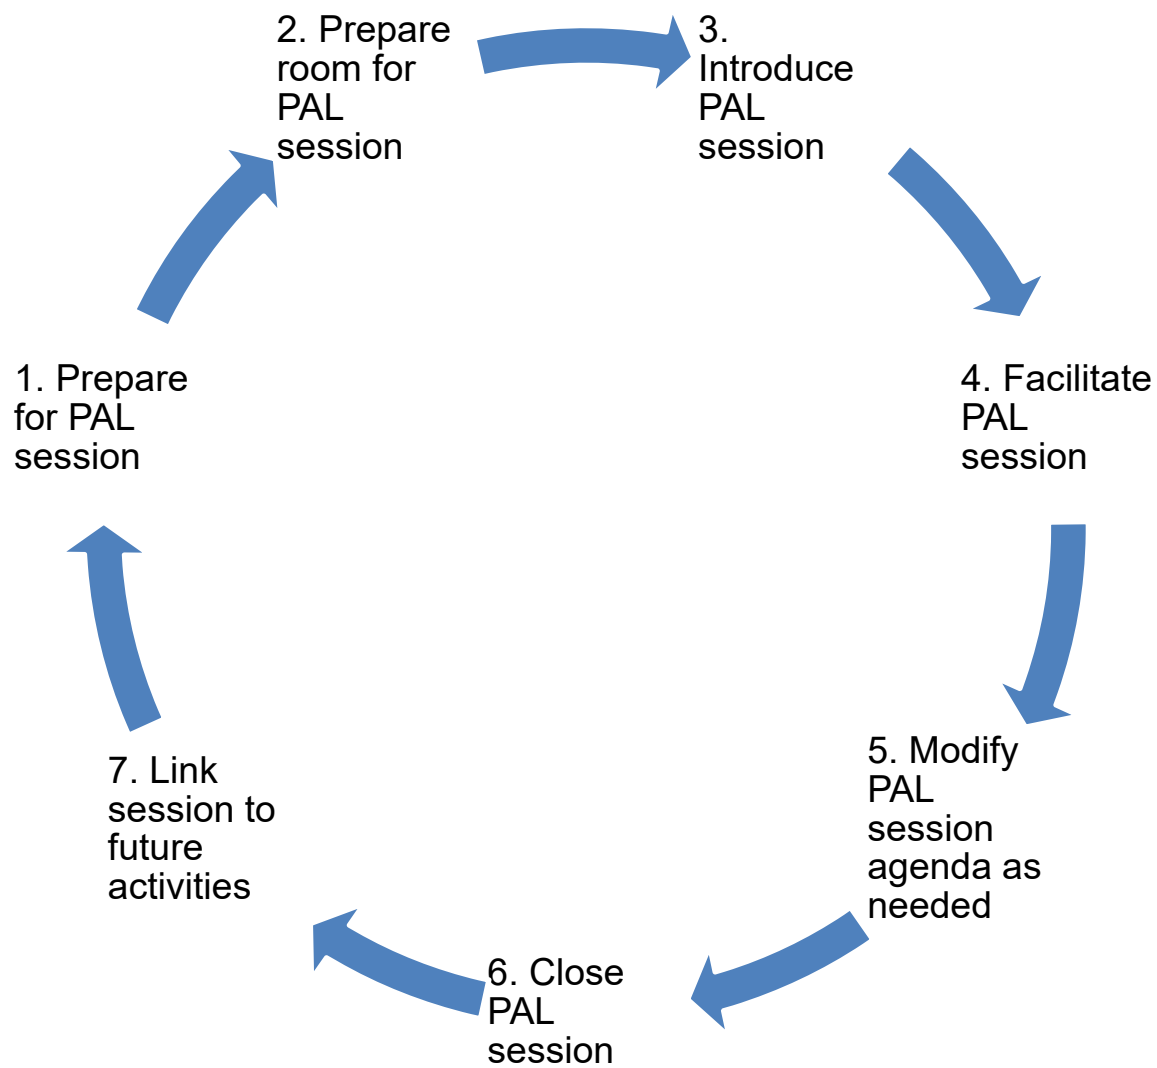 1. Prepare
for PAL
session
2. Prepare
room for
PAL
session
3.
Introduce
PAL
session
4. Facilitate
PAL
session
5. Modify
PAL
session
agenda as
needed
6. Close
PAL
session
7. Link
session to
future
activities